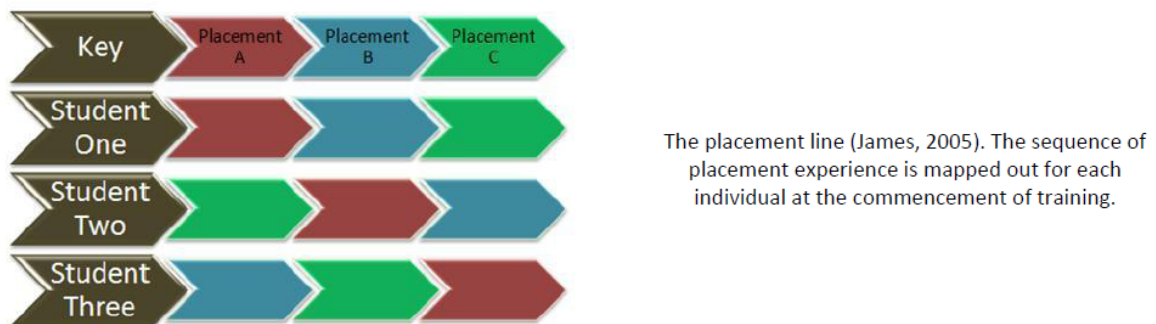 Key
Placement
A
Placement
B
Placement
C
Student
One
Student
Two
Student
Three
The placement line (James, 2005). The sequence of
placement experience is mapped out for each
individual at the commencement of training.